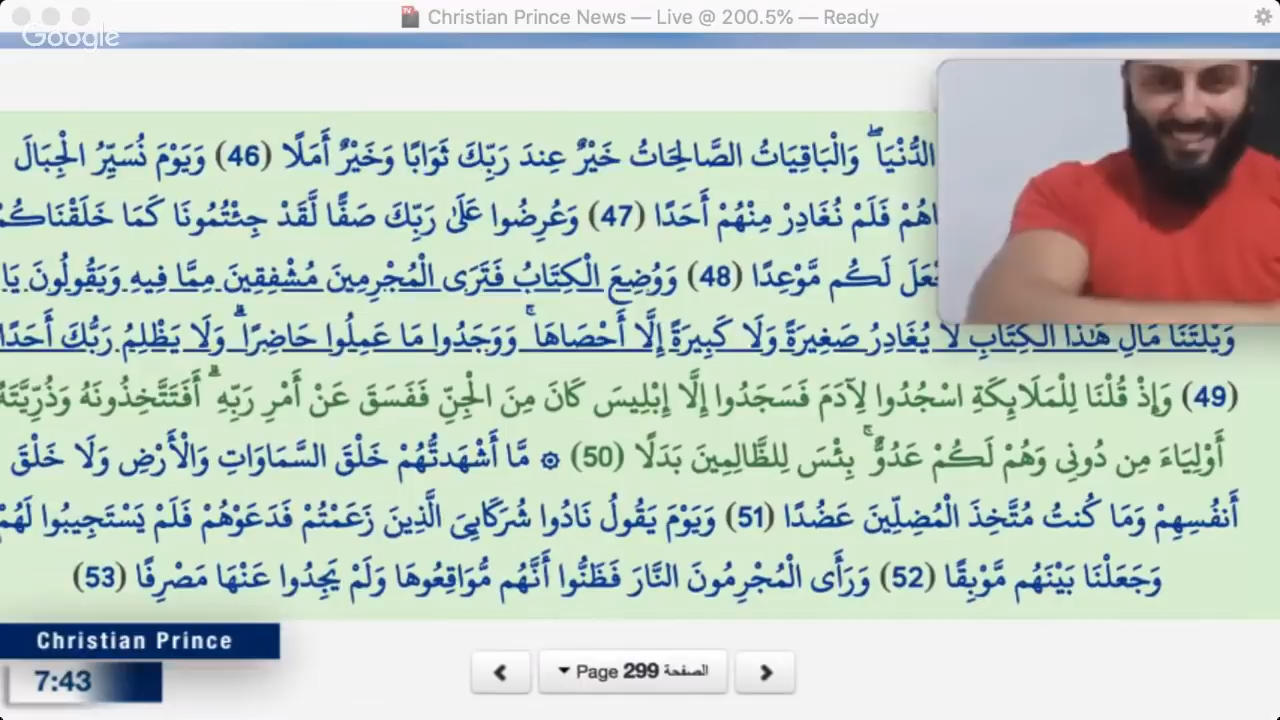 Christian Prince News — Live @ 200.5% — Ready
Google
الدُّنْيَا ۖ وَالْبَاقِيَاتُ الصَّالِحَاتُ خَيْرٌ عِندَ رَبِّكَ ثَوَابًا وَخَيْرٌ أَمَلًا (46) وَيَوْمَ نُسَيِّرُ الْجِبَالَ
اهُمْ فَلَمْ نُغَادِرْ مِنْهُمْ أَحَدًا (47) وَعُرِضُوا عَلَىٰ رَبِّكَ صَفًّا لَّقَدْ جِئْتُمُونَا كَمَا خَلَقْنَاكُمْ
عَلَ لَكُم مَّوْعِدًا (48) وَوُضِعَ الْكِتَابُ فَتَرَى الْمُجْرِمِينَ مُشْفِقِينَ مِمَّا فِيهِ وَيَقُولُونَ يَا
وَيْلَتَنَا مَالِ هَٰذَا الْكِتَابِ لَا يُغَادِرُ صَغِيرَةً وَلَا كَبِيرَةً إِلَّا أَحْصَاهَا ۚ وَوَجَدُوا مَا عَمِلُوا حَاضِرًا ۗ وَلَا يَظْلِمُ رَبُّكَ أَحَدًا
(49) وَإِذْ قُلْنَا لِلْمَلَائِكَةِ اسْجُدُوا لِآدَمَ فَسَجَدُوا إِلَّا إِبْلِيسَ كَانَ مِنَ الْجِنِّ فَفَسَقَ عَنْ أَمْرِ رَبِّهِ ۗ أَفَتَتَّخِذُونَهُ وَذُرِّيَّتَهُ
أَوْلِيَاءَ مِن دُونِي وَهُمْ لَكُمْ عَدُوٌّ ۚ بِئْسَ لِلظَّالِمِينَ بَدَلًا (50) ۞ مَّا أَشْهَدتُّهُمْ خَلْقَ السَّمَاوَاتِ وَالْأَرْضِ وَلَا خَلْقَ
أَنفُسِهِمْ وَمَا كُنتُ مُتَّخِذَ الْمُضِلِّينَ عَضُدًا (51) وَيَوْمَ يَقُولُ نَادُوا شُرَكَائِيَ الَّذِينَ زَعَمْتُمْ فَدَعَوْهُمْ فَلَمْ يَسْتَجِيبُوا لَهُمْ
وَجَعَلْنَا بَيْنَهُم مَّوْبِقًا (52) وَرَأَى الْمُجْرِمُونَ النَّارَ فَظَنُّوا أَنَّهُم مُّوَاقِعُوهَا وَلَمْ يَجِدُوا عَنْهَا مَصْرِفًا (53)
Christian Prince
7:43
Page 299 الصفحة